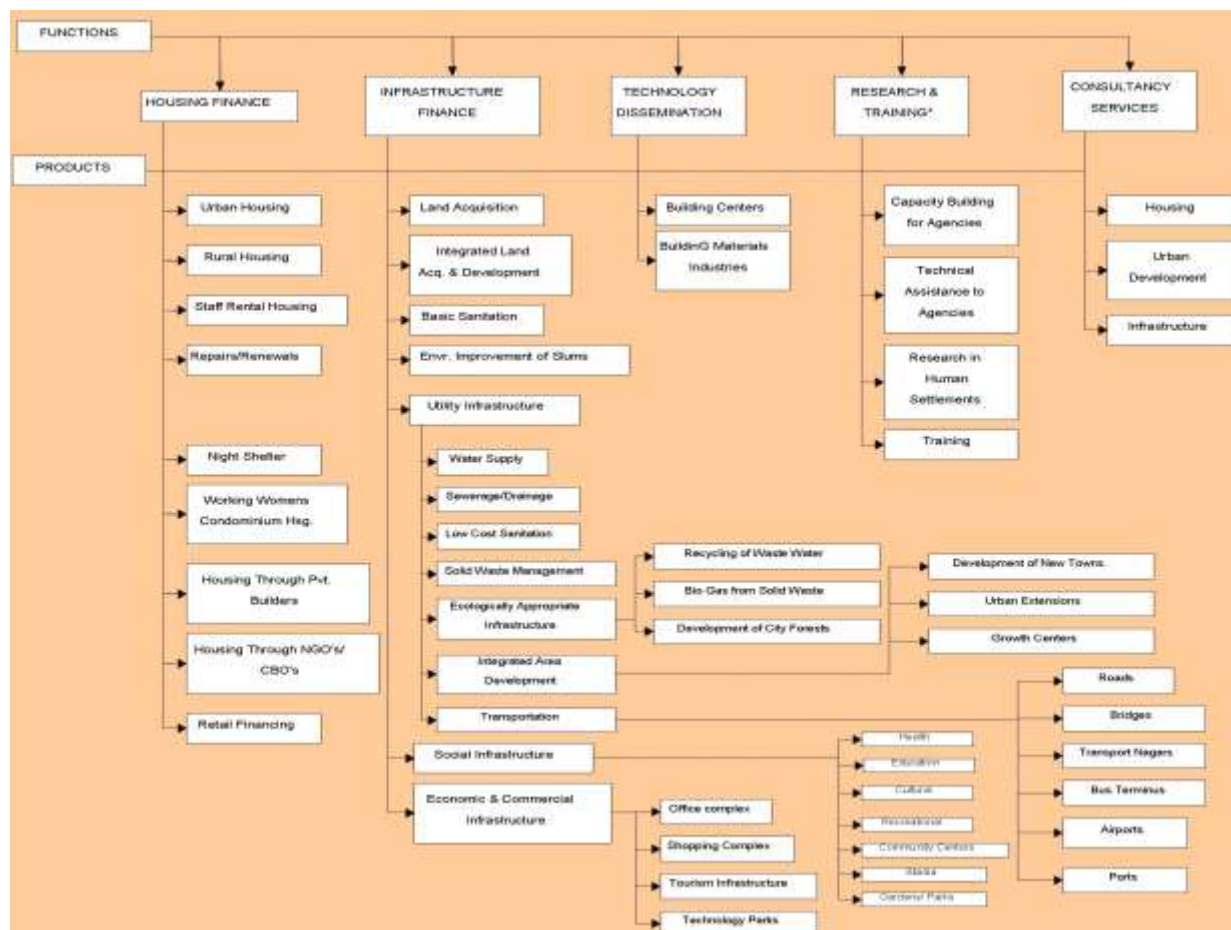 FUNCTIONS
HOUSING FINANCE
INFRASTRUCTURE
FINANCE
TECHNOLOGY
DISSEMINATION
RESEARCH &
TRAINING*
CONSULTANCY
SERVICES
PRODUCTS
Urban Housing
Rural Housing
Staff Rental Housing
Repairs/Renewals
Night Shelter
Working Womens
Condominium Hsg.
Housing Through Pvt.
Builders
Housing Through NGO's/
CBO's
Retail Financing
Land Acquisition
Integrated Land
Acq. & Development
Basic Sanitation
Envr. Improvement of Slums
Utility Infrastructure
Water Supply
Sewerage/Drainage
Low Cost Sanitation
Solid Waste Management
Ecologically Appropriate
Infrastructure
Recycling of Waste Water
Bio Gas from Solid Waste
Development of City Forests
Integrated Area
Development
Development of New Towns.
Urban Extensions
Growth Centers
Transportation
Roads
Bridges
Transport Nagars
Bus Terminus
Airports
Ports
Social Infrastructure
Health
Education
Cultural
Recreational
Community Centers
Economic & Commercial
Infrastructure
Office complex
Shopping Complex
Tourism Infrastructure
Technology Parks
Building Centers
BuildinG Materials
Industries
Capacity Building
for Agencies
Technical
Assistance to
Agencies
Research in
Human
Settlements
Training
Housing
Urban
Development
Infrastructure